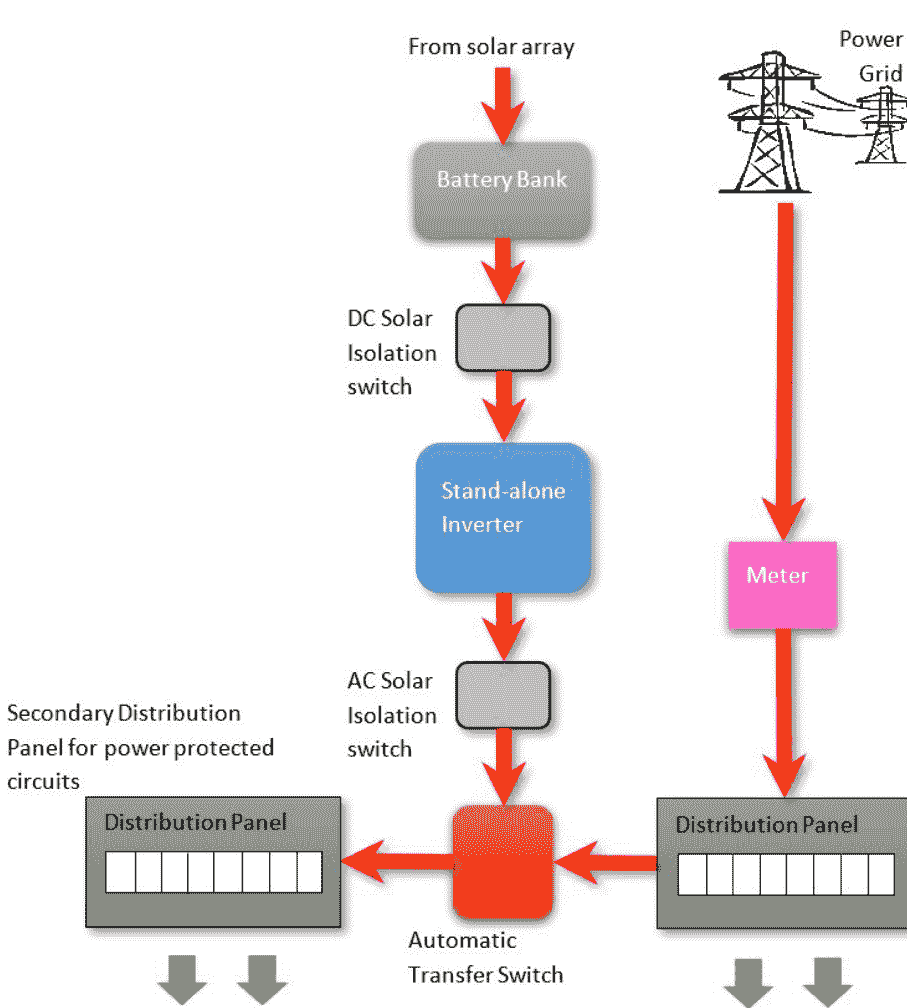 From solar array
Power
Grid
Battery Bank
DC Solar
Isolation
switch
Stand-alone
Inverter
Meter
AC Solar
Isolation
switch
Secondary Distribution
Panel for power protected
circuits
Distribution Panel
Distribution Panel
Automatic
Transfer Switch